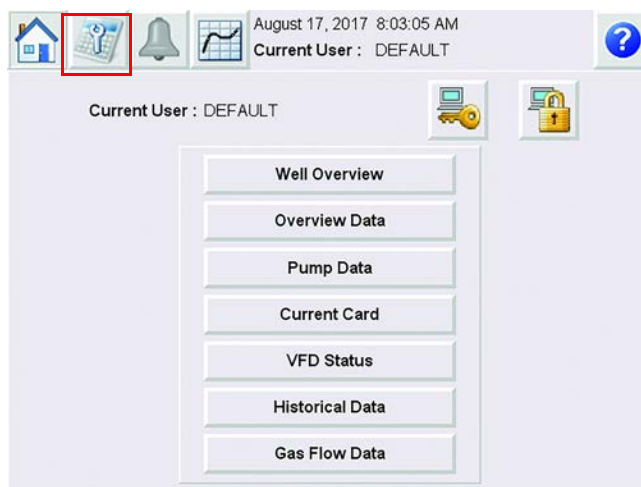 August 17, 2017 8:03:05 AM
Current User : DEFAULT
?
Current User : DEFAULT
Well Overview
Overview Data
Pump Data
Current Card
VFD Status
Historical Data
Gas Flow Data